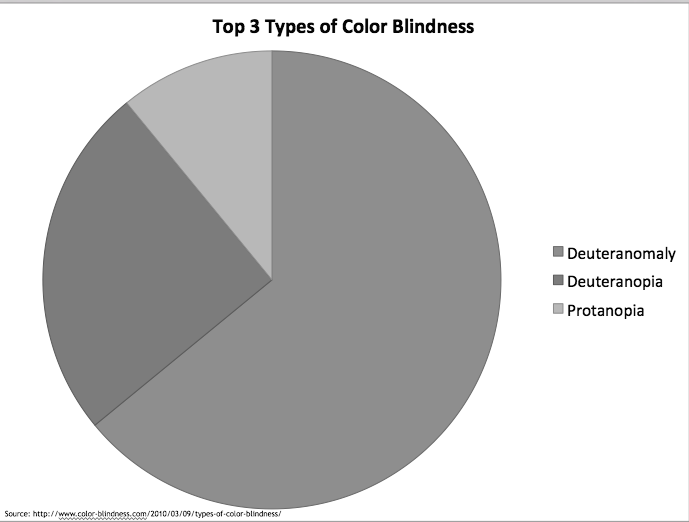 Top 3 Types of Color Blindness
Deuteranomaly
Deuteranopia
Protanopia
Source: http://www.color-blindness.com/2010/03/09/types-of-color-blindness/